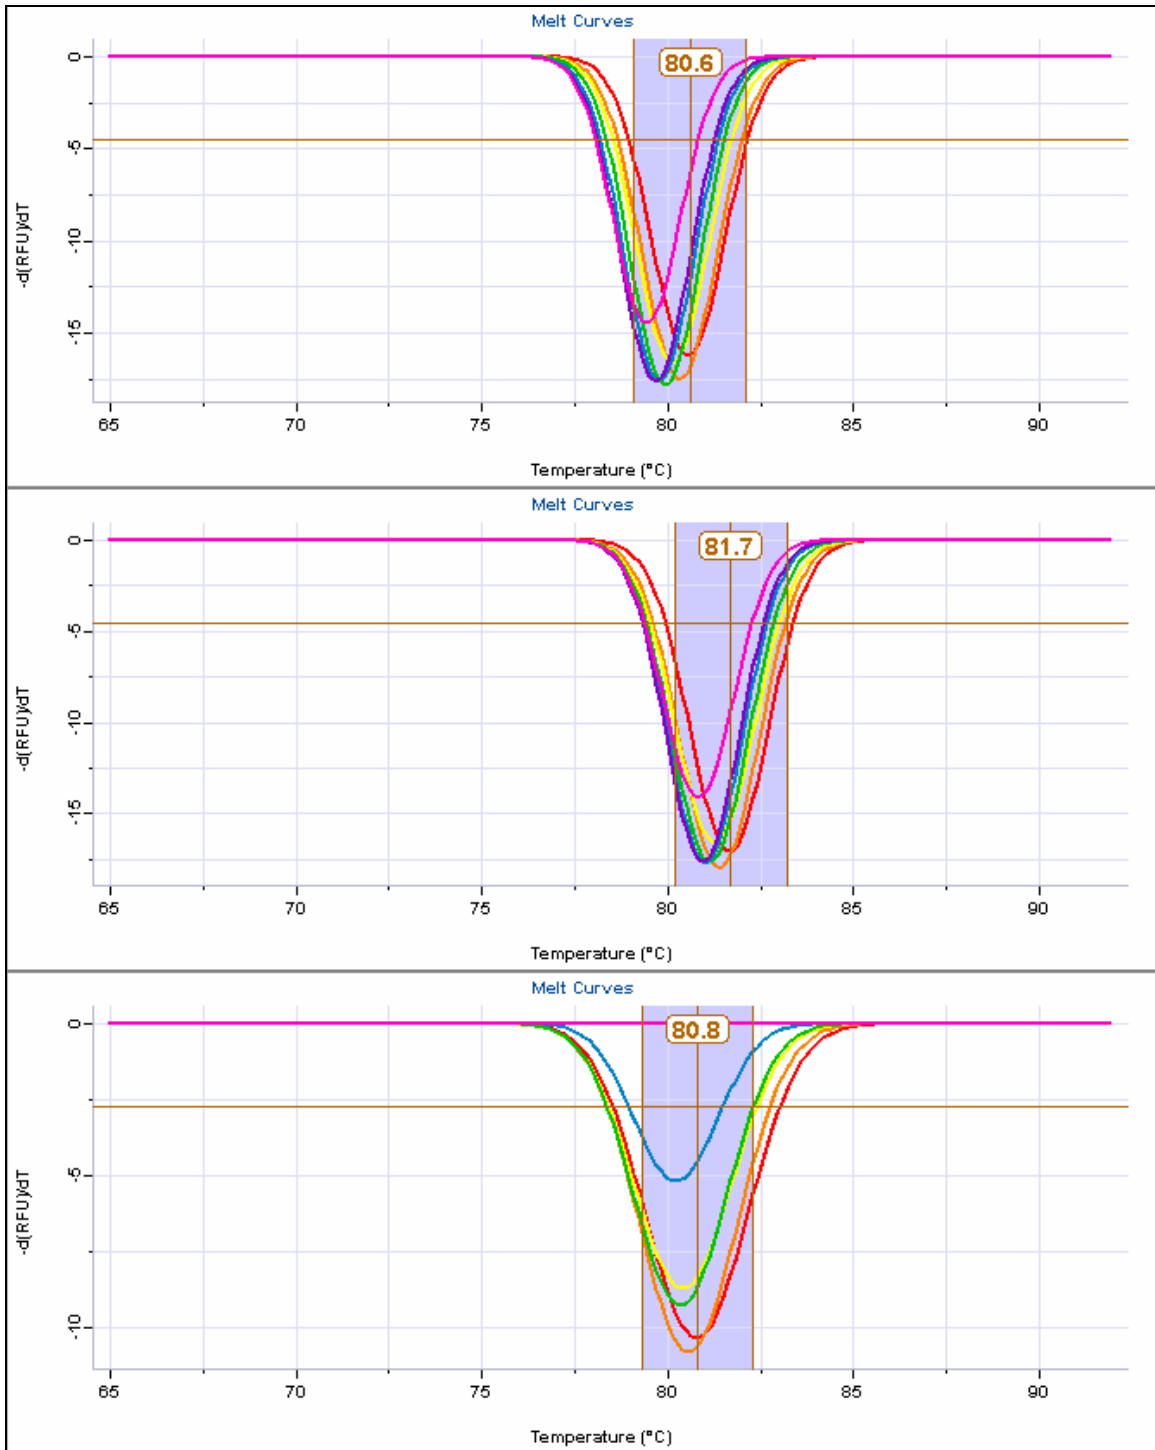 Melt Curves
80.6
0
-5
-10
-15
-d(RFU)/dT
65 70 75 80 85 90
Temperature (°C)
Melt Curves
81.7
0
-5
-10
-15
-d(RFU)/dT
65 70 75 80 85 90
Temperature (°C)
Melt Curves
80.8
0
-5
-10
-d(RFU)/dT
65 70 75 80 85 90
Temperature (°C)